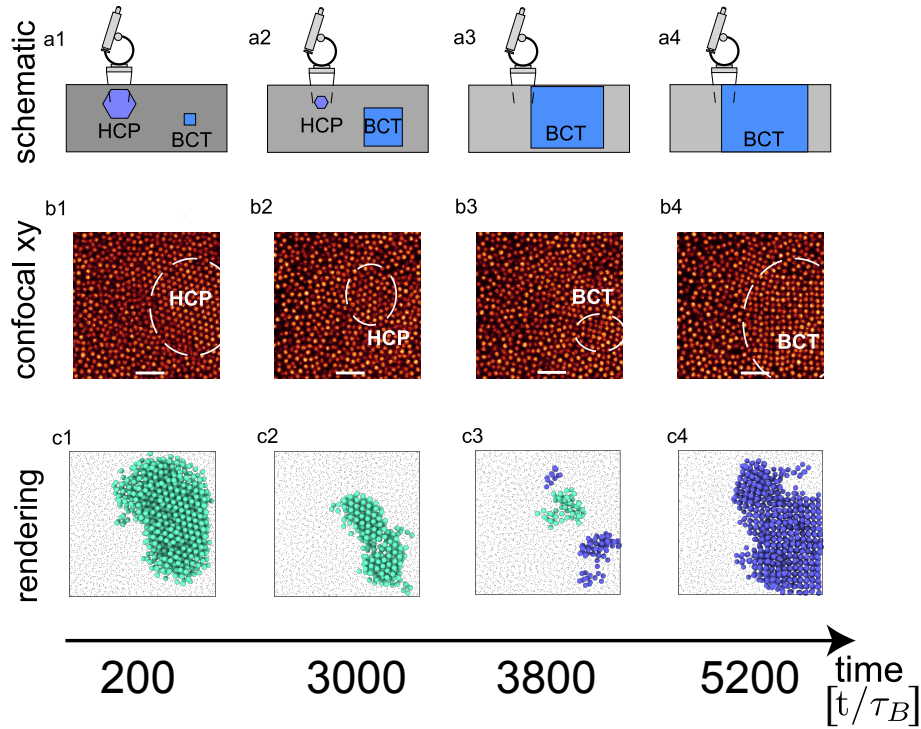 schematic
a1
a2
a3
a4
HCP
BCT
HCP
BCT
BCT
BCT
confocal xy
b1
b2
b3
b4
HCP
HCP
BCT
BCT
rendering
c1
c2
c3
c4
200
3000
3800
5200
time
[t/τ_B]